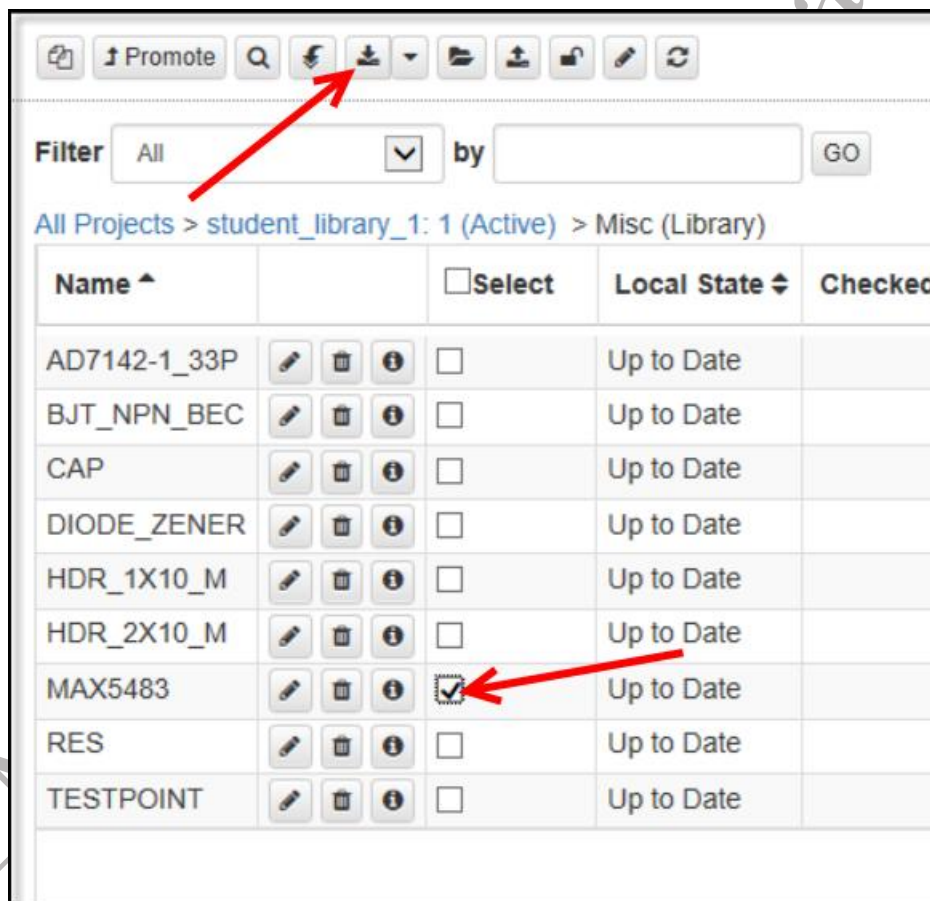 Promote
Filter All by GO
All Projects > student_library_1: 1 (Active) > Misc (Library)
Name Select Local State Checked
AD7142-1_33P Up to Date
BJT_NPN_BEC Up to Date
CAP Up to Date
DIODE_ZENER Up to Date
HDR_1X10_M Up to Date
HDR_2X10_M Up to Date
MAX5483 Up to Date
RES Up to Date
TESTPOINT Up to Date